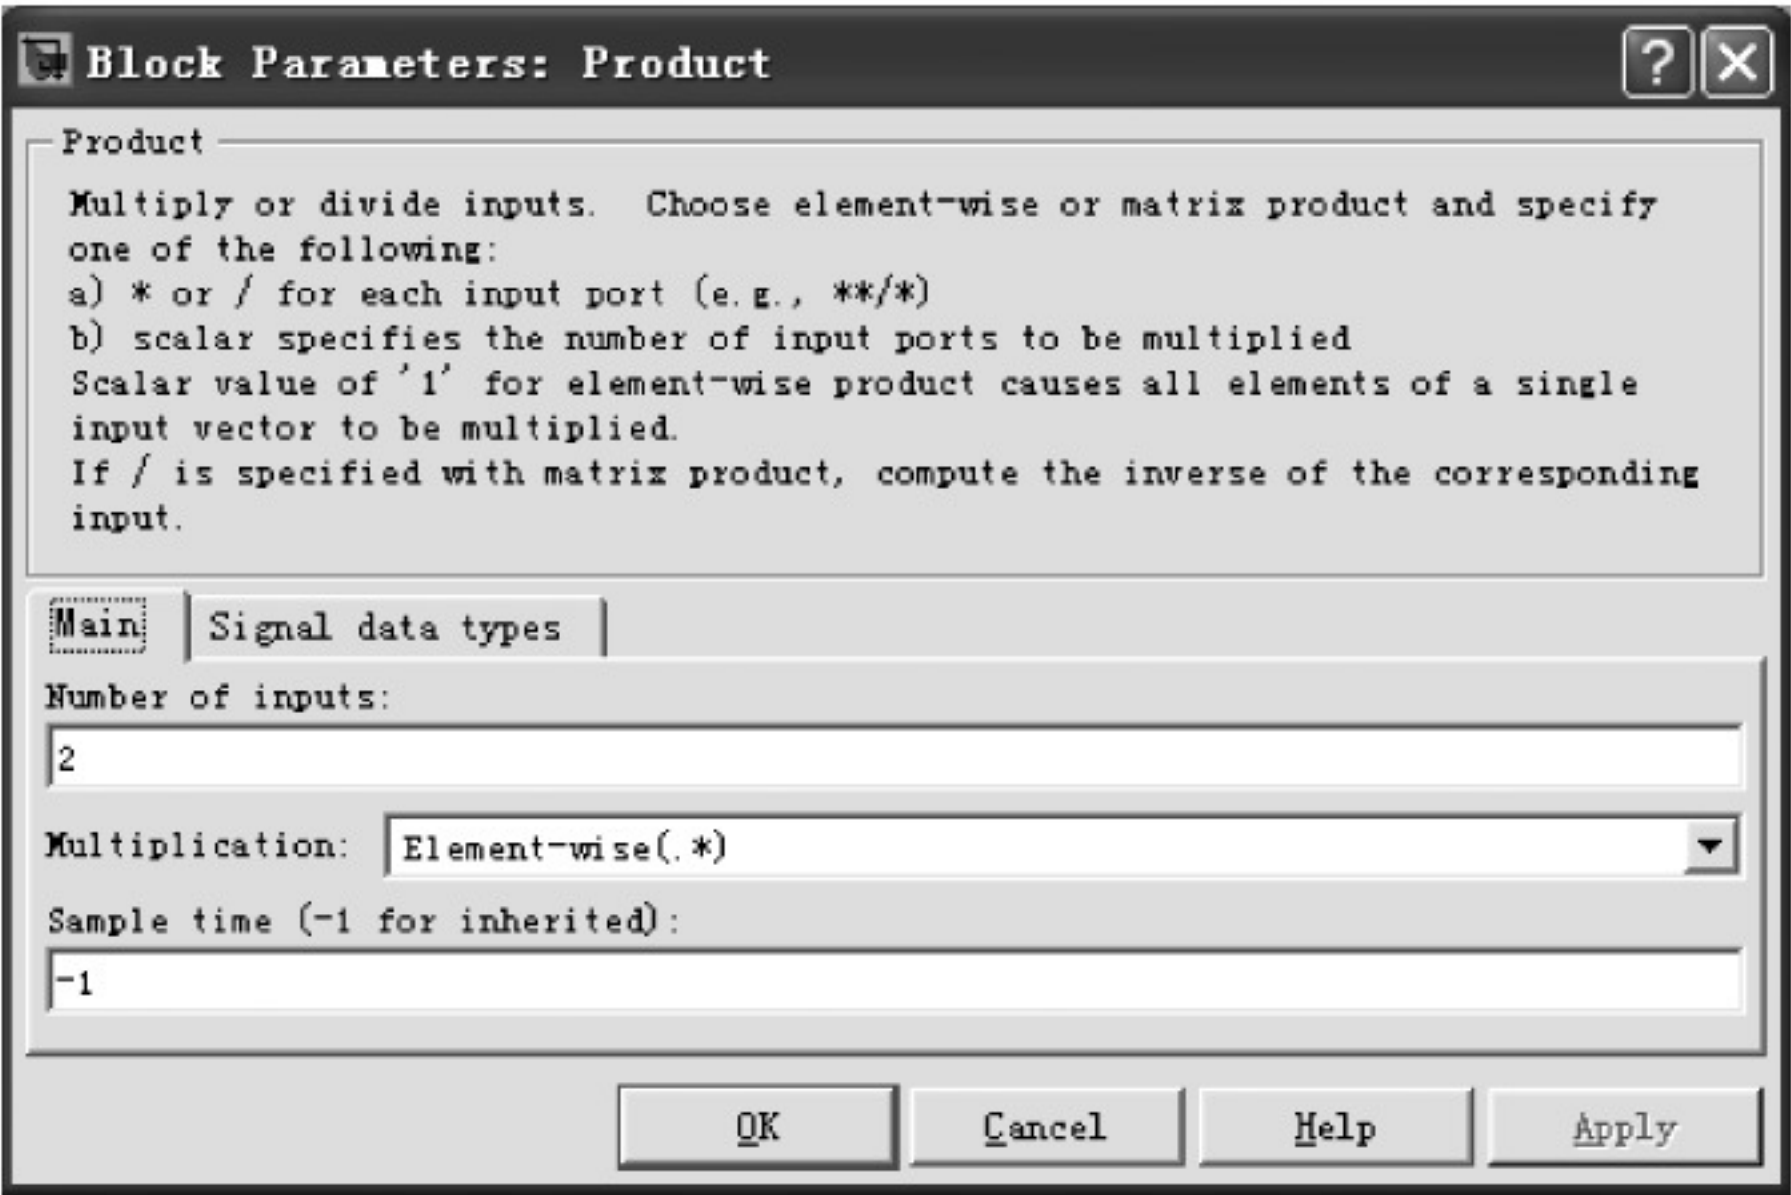 Block Parameters: Product
Product
Multiply or divide inputs.  Choose element-wise or matrix product and specify
one of the following:
a) * or / for each input port (e.g., **/*)
b) scalar specifies the number of input ports to be multiplied
Scalar value of '1' for element-wise product causes all elements of a single
input vector to be multiplied.
If / is specified with matrix product, compute the inverse of the corresponding
input.
Main Signal data types
Number of inputs:
2
Multiplication: Element-wise(.*)
Sample time (-1 for inherited):
-1
OK Cancel Help Apply